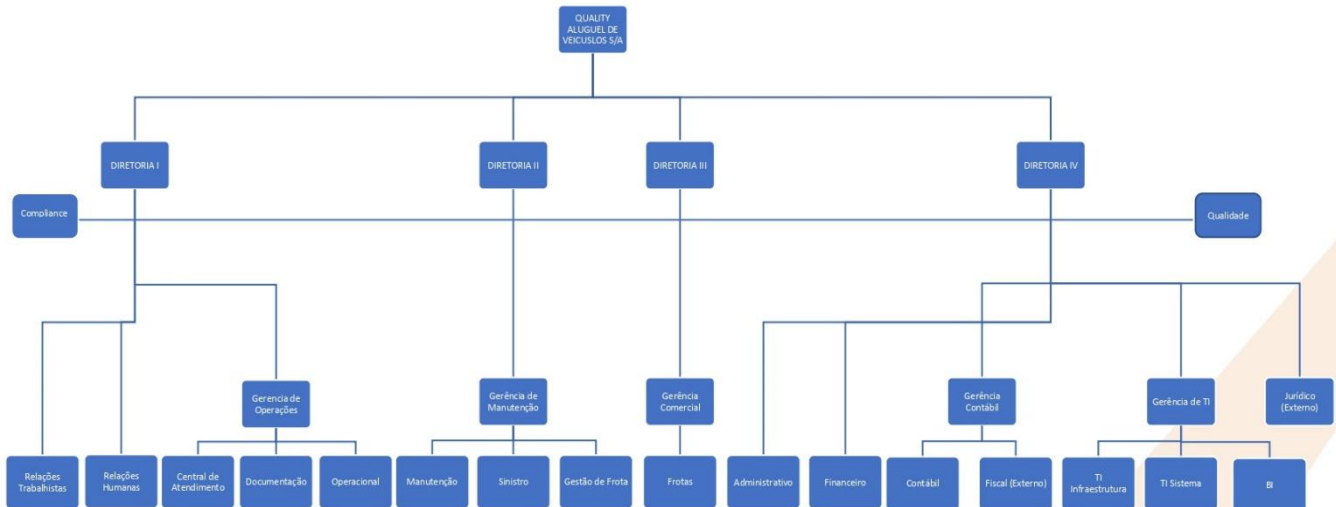 QUALITY
ALUGUEL DE
VEICUSLOS S/A
DIRETORIA I
DIRETORIA II
DIRETORIA III
DIRETORIA IV
Compliance
Qualidade
Gerencia de
Operações
Gerência de
Manutenção
Gerência
Comercial
Gerência
Contábil
Gerência de TI
Jurídico
(Externo)
Relações
Trabalhistas
Relações
Humanas
Central de
Atendimento
Documentação
Operacional
Manutenção
Sinistro
Gestão de Frota
Frotas
Administrativo
Financeiro
Contábil
Fiscal (Externo)
TI
Infraestrutura
TI Sistema
BI